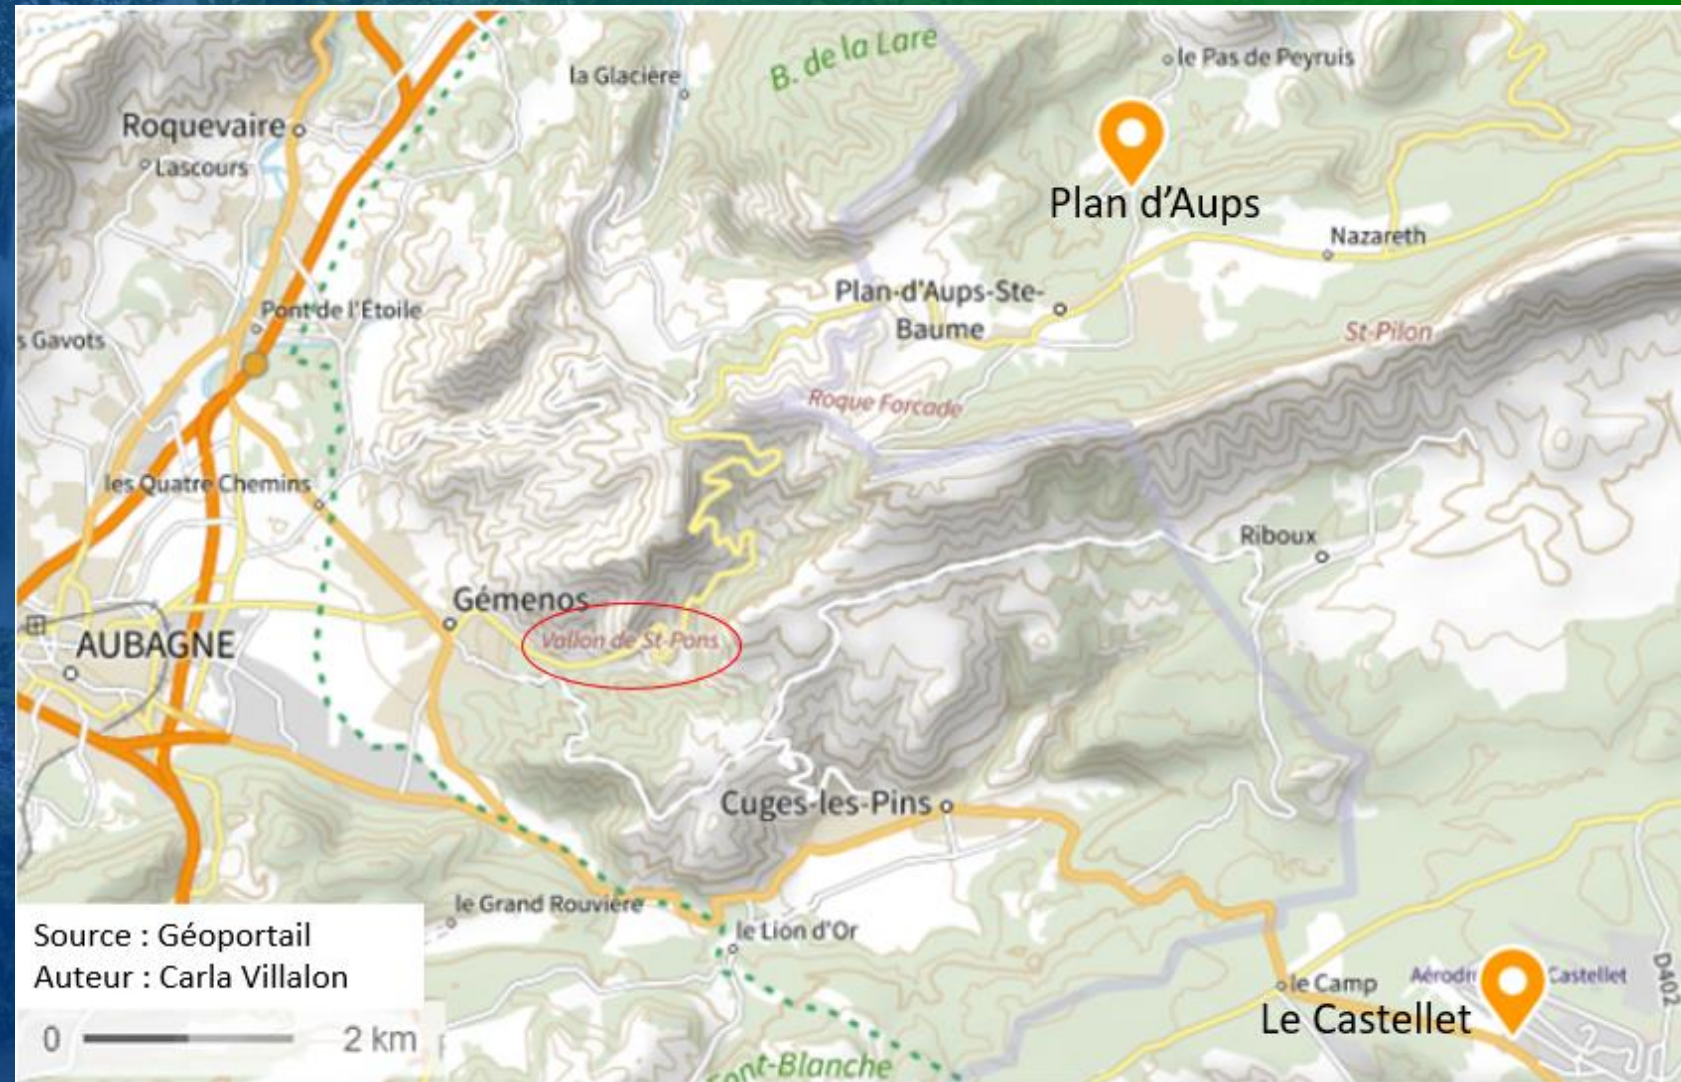 B. de la Lare
le Pas de Peyruis
la Glacière
Roquevaire
Lascours
Plan d'Aups
Nazareth
Plan-d'Aups-Ste-
Baume
Pont de l'Étoile
s Gavots
St-Pilon
Roque Forcade
les Quatre Chemins
Riboux
Gémenos
Vallon de St-Pons
AUBAGNE
Cuges-les-Pins
le Grand Rouvière
le Lion d'Or
Source : Géoportail
Auteur : Carla Villalon
le Camp
Castellet
D402
Le Castellet
0 2 km
nt-Blanche